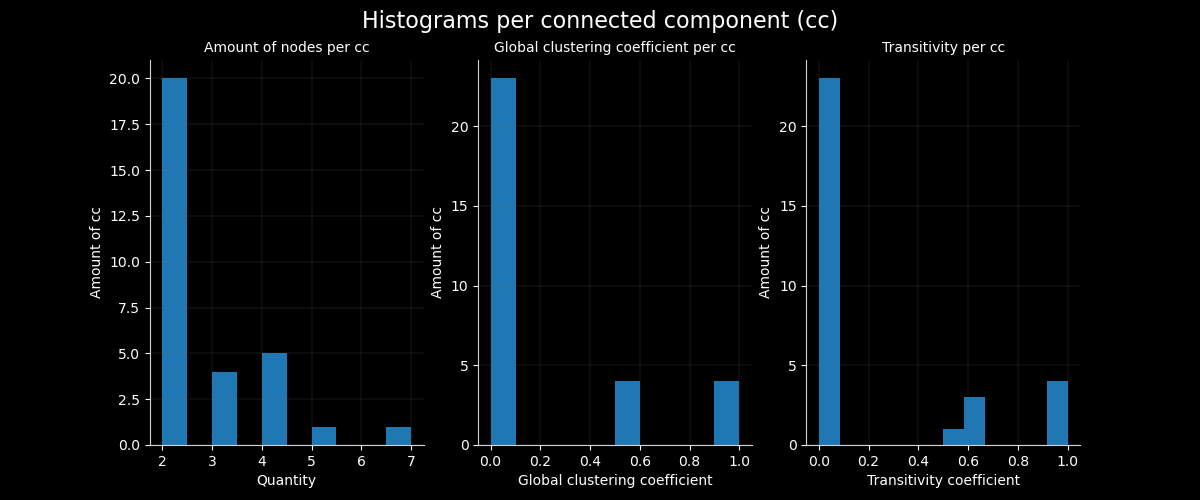 Histograms per connected component (cc)
Amount of nodes per cc
Amount of cc
20.0
17.5
15.0
12.5
10.0
7.5
5.0
2.5
0.0
2 3 4 5 6 7
Quantity
Global clustering coefficient per cc
Amount of cc
20
15
10
5
0
0.0 0.2 0.4 0.6 0.8 1.0
Global clustering coefficient
Transitivity per cc
Amount of cc
20
15
10
5
0
0.0 0.2 0.4 0.6 0.8 1.0
Transitivity coefficient